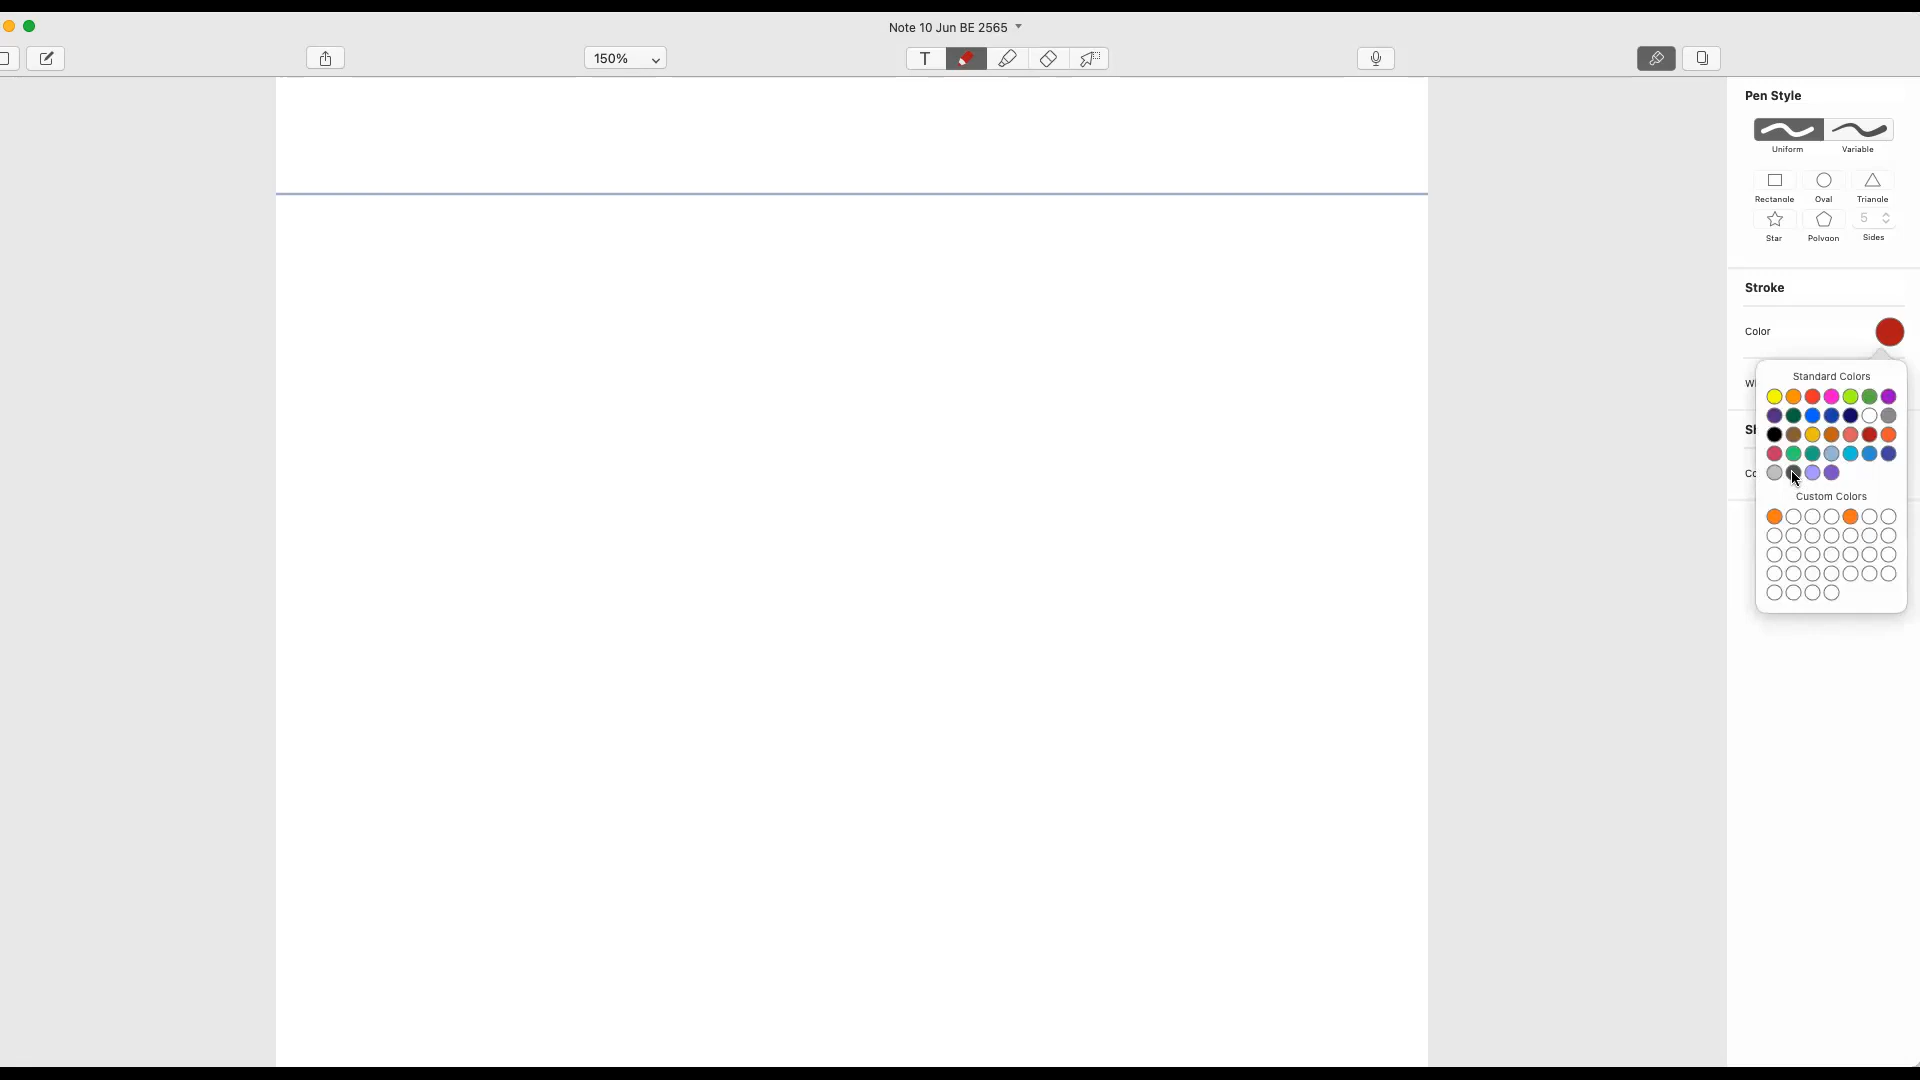 Note 10 Jun BE 2565
150%
T
Pen Style
Uniform Variable
Rectangle Oval Triangle
5
Star Polygon Sides
Stroke
Color
Standard Colors
Custom Colors